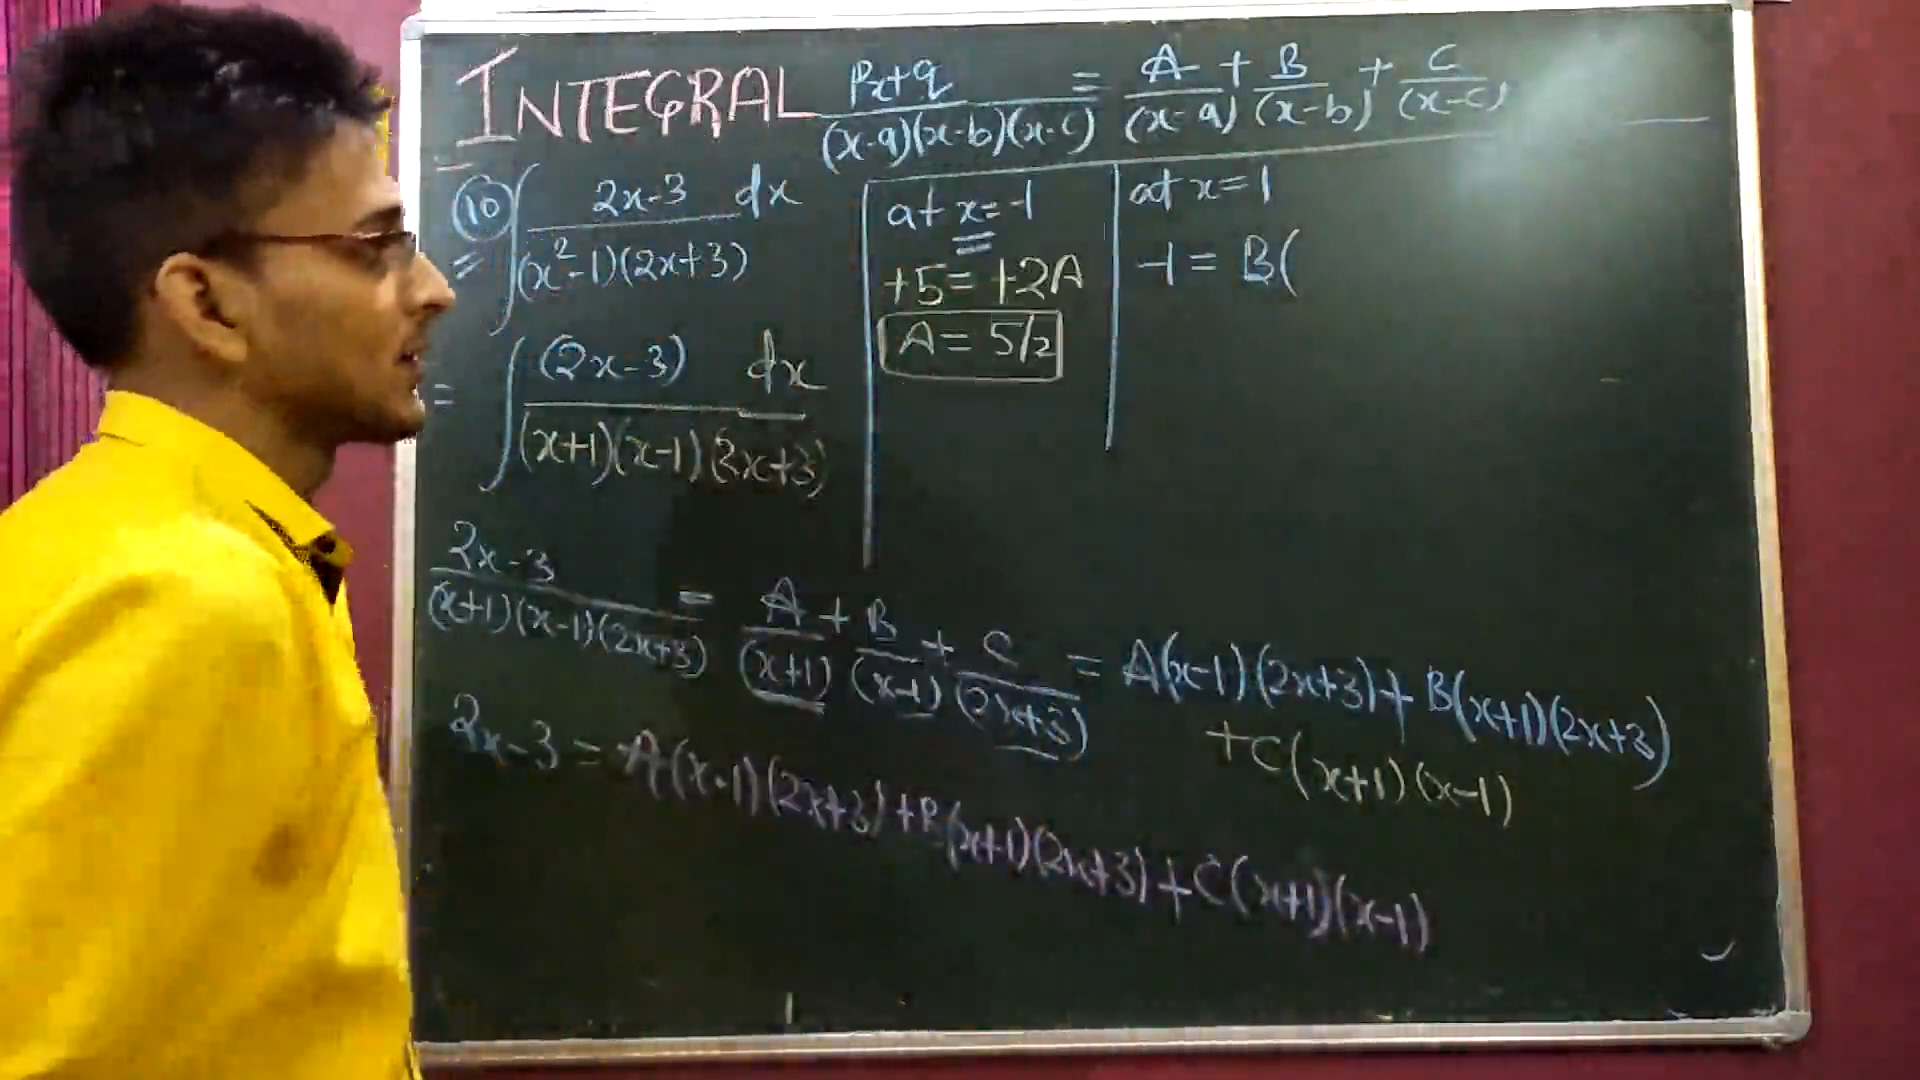 INTEGRAL Px+q/(x-a)(x-b)(x-c) = A/(x-a) + B/(x-b) + C/(x-c)
10 ∫ 2x-3 dx/(x²-1)(2x+3)
= ∫ (2x-3) dx/(x+1)(x-1)(2x+3)
at x=-1
+5=+2A
A = 5/2
at x=1
-1 = B(
2x-3/(x+1)(x-1)(2x+3) = A/(x+1) + B/(x-1) + C/(2x+3) = A(x-1)(2x+3)+B(x+1)(2x+3)
+C(x+1)(x-1)
2x-3 = A(x-1)(2x+3)+B(x+1)(2x+3)+C(x+1)(x-1)